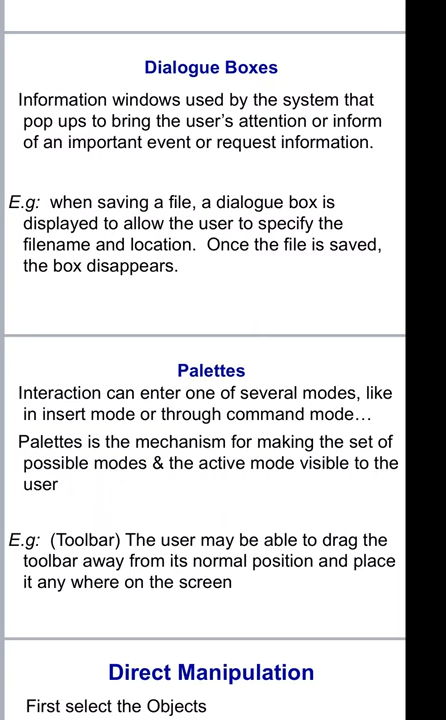 Dialogue Boxes
Information windows used by the system that
pop ups to bring the user's attention or inform
of an important event or request information.
E.g: when saving a file, a dialogue box is
displayed to allow the user to specify the
filename and location. Once the file is saved,
the box disappears.
Palettes
Interaction can enter one of several modes, like
in insert mode or through command mode…
Palettes is the mechanism for making the set of
possible modes & the active mode visible to the
user
E.g: (Toolbar) The user may be able to drag the
toolbar away from its normal position and place
it any where on the screen
Direct Manipulation
First select the Objects